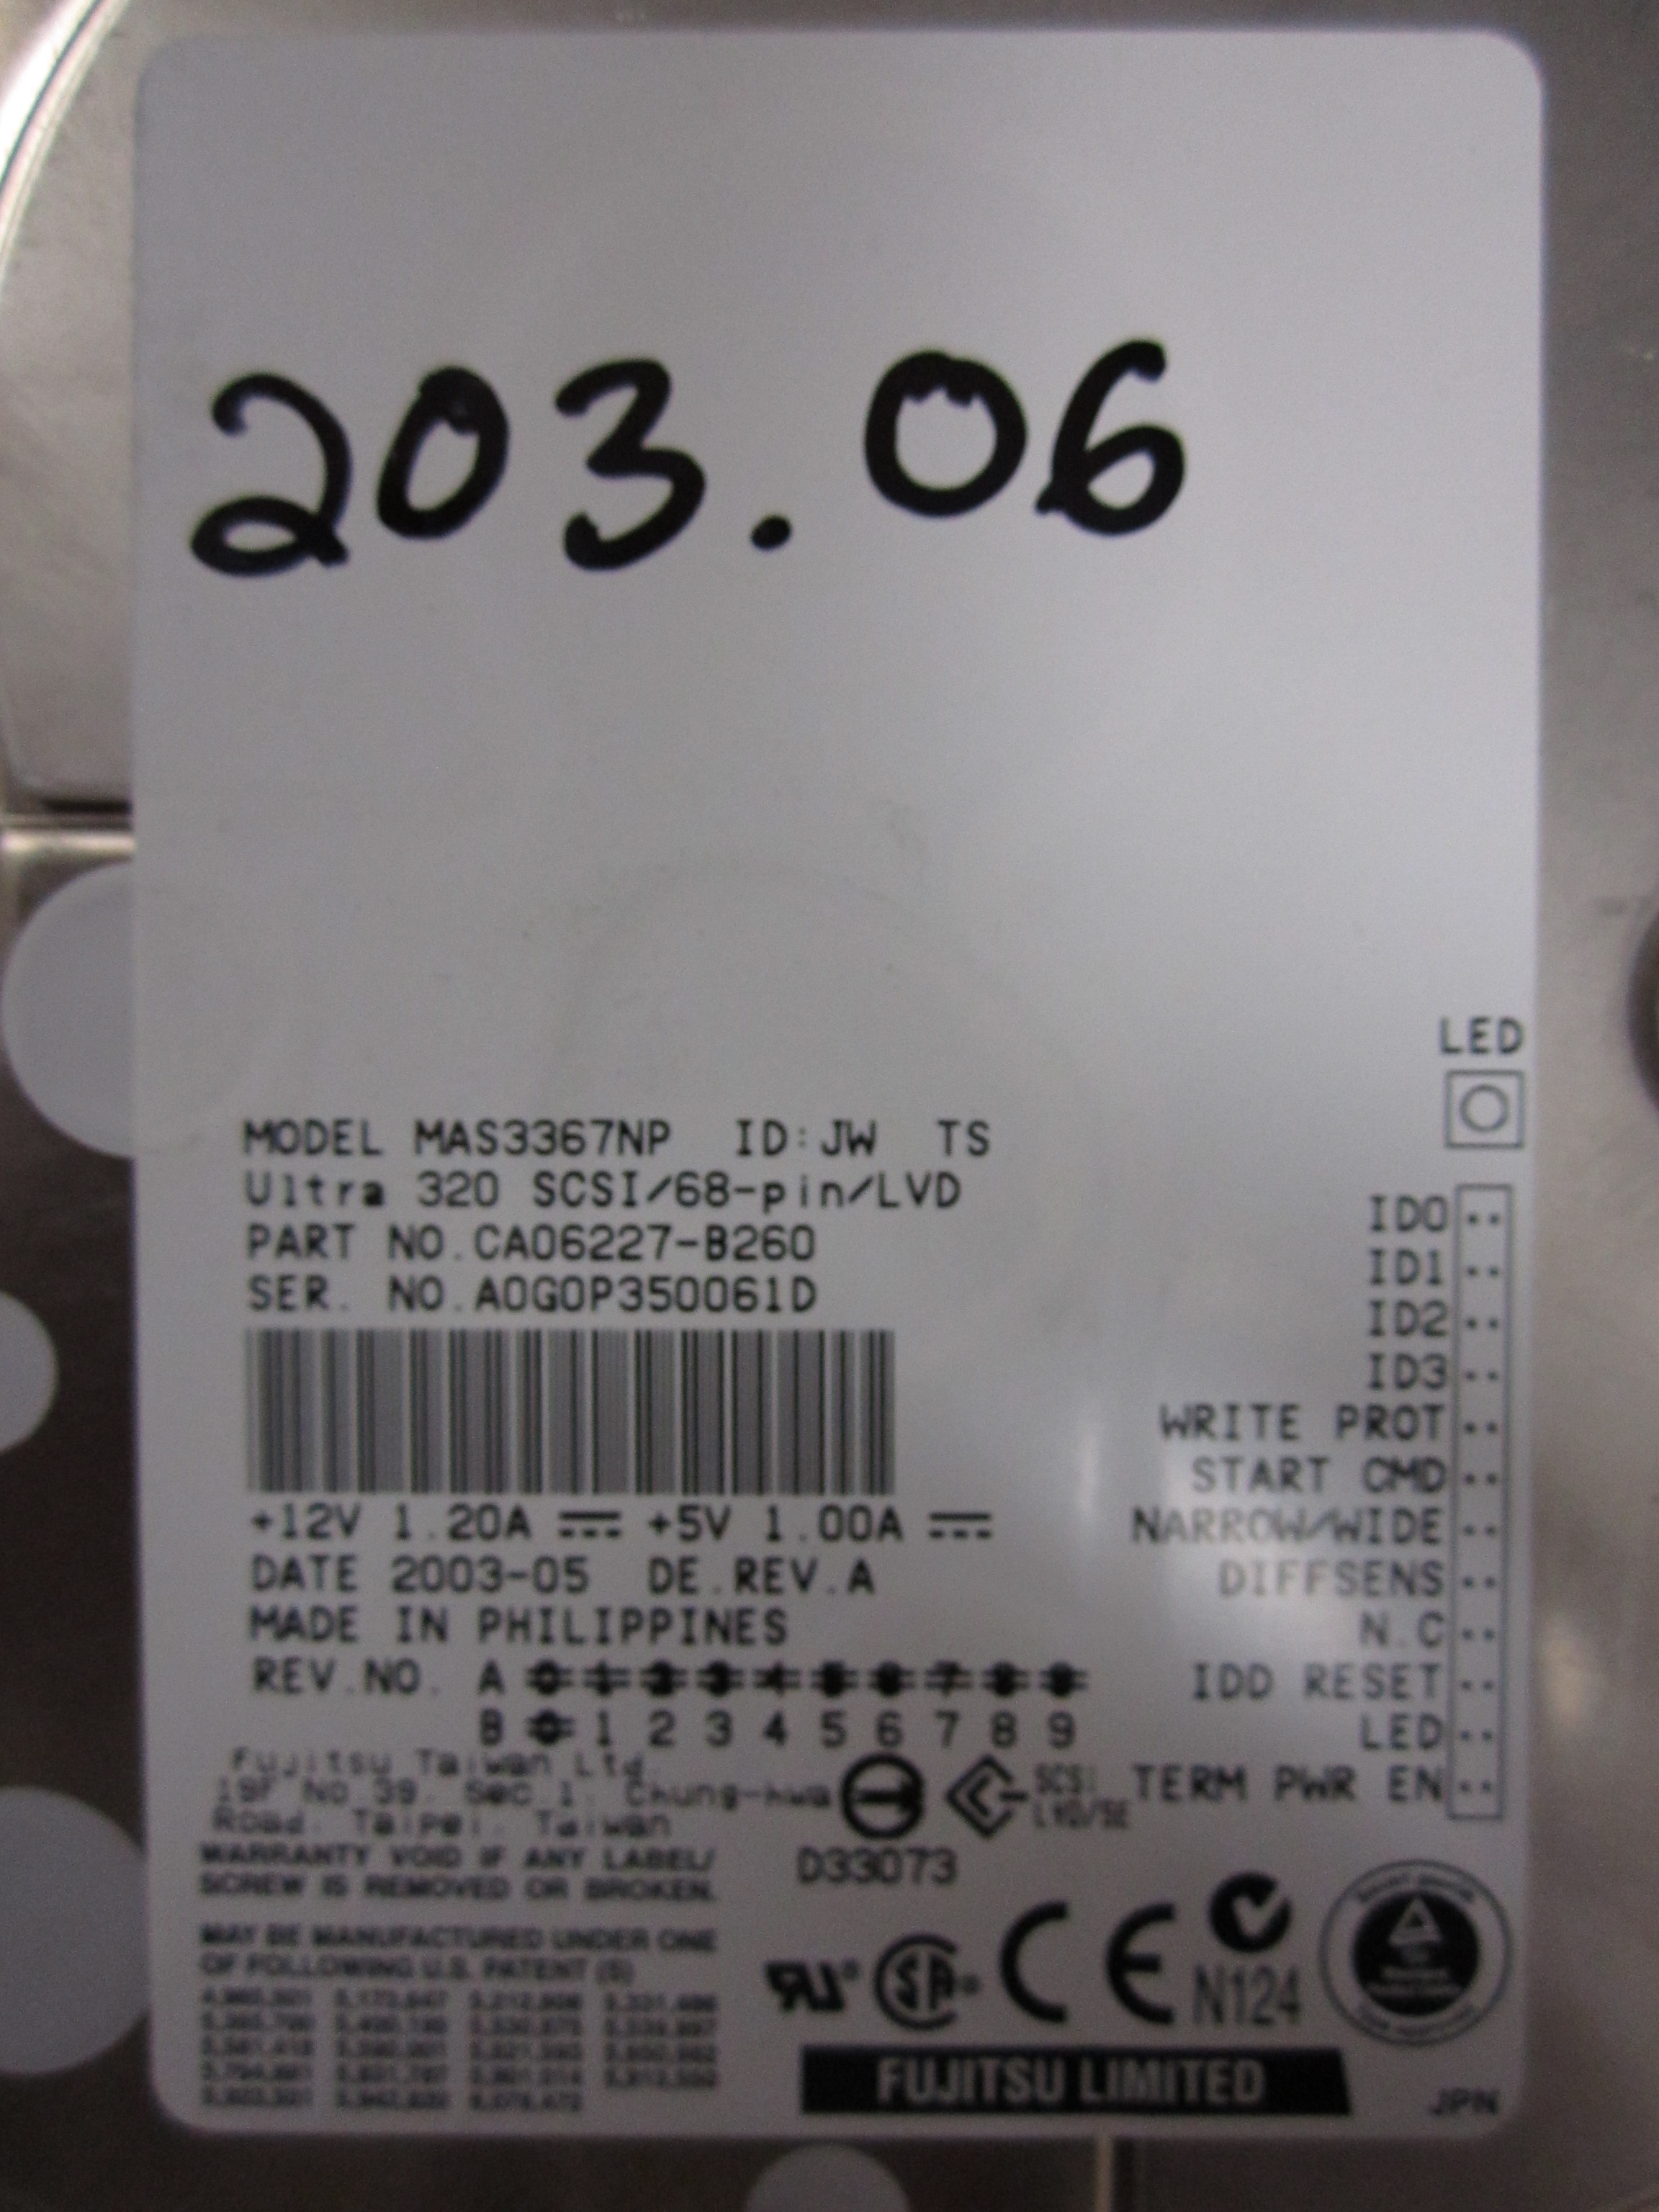 203.06
LED
MODEL MAS3367NP ID:JW TS
Ultra 320 SCSI/68-pin/LVD
PART NO.CA06227-B260
SER. NO.A0G0P350061D
+12V 1.20A +5V 1.00A
DATE 2003-05 DE.REV.A
MADE IN PHILIPPINES
REV.NO. A 0 1 2 3 4 5 6 7 8 9
B 0 1 2 3 4 5 6 7 8 9
ID0
ID1
ID2
ID3
WRITE PROT
START CMD
NARROW/WIDE
DIFFSENS
N.C
IDD RESET
LED
TERM PWR EN
Fujitsu Taiwan Ltd.
19F No.39. Sec.1. Chung-hwa
Road. Taipei. Taiwan
SCSI
LVD/SE
D33073
WARRANTY VOID IF ANY LABEL/
SCREW IS REMOVED OR BROKEN.
MAY BE MANUFACTURED UNDER ONE
OF FOLLOWING U.S. PATENT (S)
CE
N124
FUJITSU LIMITED
JPN